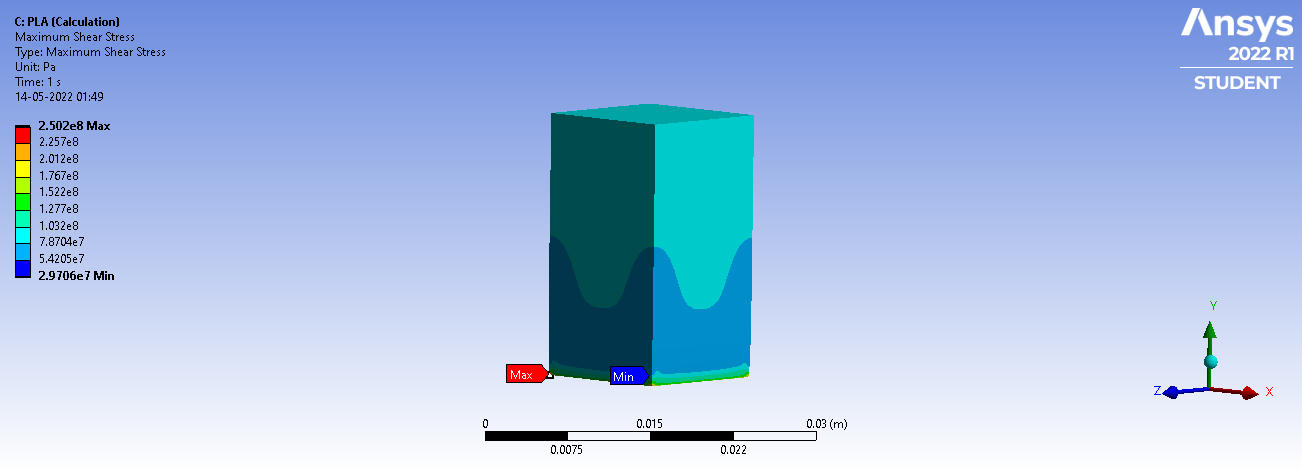 C: PLA (Calculation)
Maximum Shear Stress
Type: Maximum Shear Stress
Unit: Pa
Time: 1 s
14-05-2022 01:49
2.502e8 Max
2.257e8
2.012e8
1.767e8
1.522e8
1.277e8
1.032e8
7.8704e7
5.4205e7
2.9706e7 Min
Ansys
2022 R1
STUDENT
Max
Min
0
0.015
0.03 (m)
0.0075
0.022
Y
Z
X